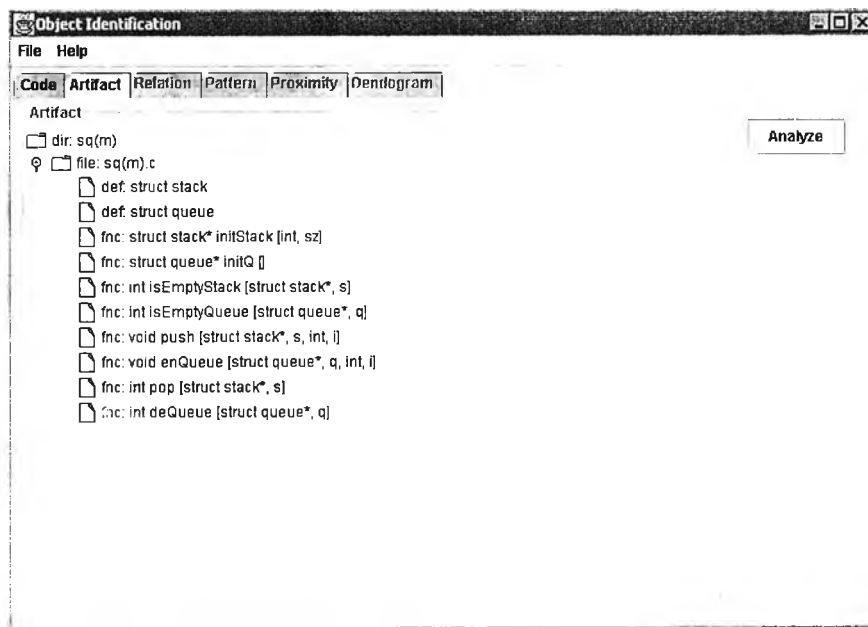 Object Identification
File Help
Code Artifact Relation Pattern Proximity Dendogram
Artifact
Analyze
dir: sq(m)
file: sq(m).c
def: struct stack
def: struct queue
fnc: struct stack* initStack [int, sz]
fnc: struct queue* initQ []
fnc: int isEmptyStack [struct stack*, s]
fnc: int isEmptyQueue [struct queue*, q]
fnc: void push [struct stack*, s, int, i]
fnc: void enQueue [struct queue*, q, int, i]
fnc: int pop [struct stack*, s]
fnc: int deQueue [struct queue*, q]